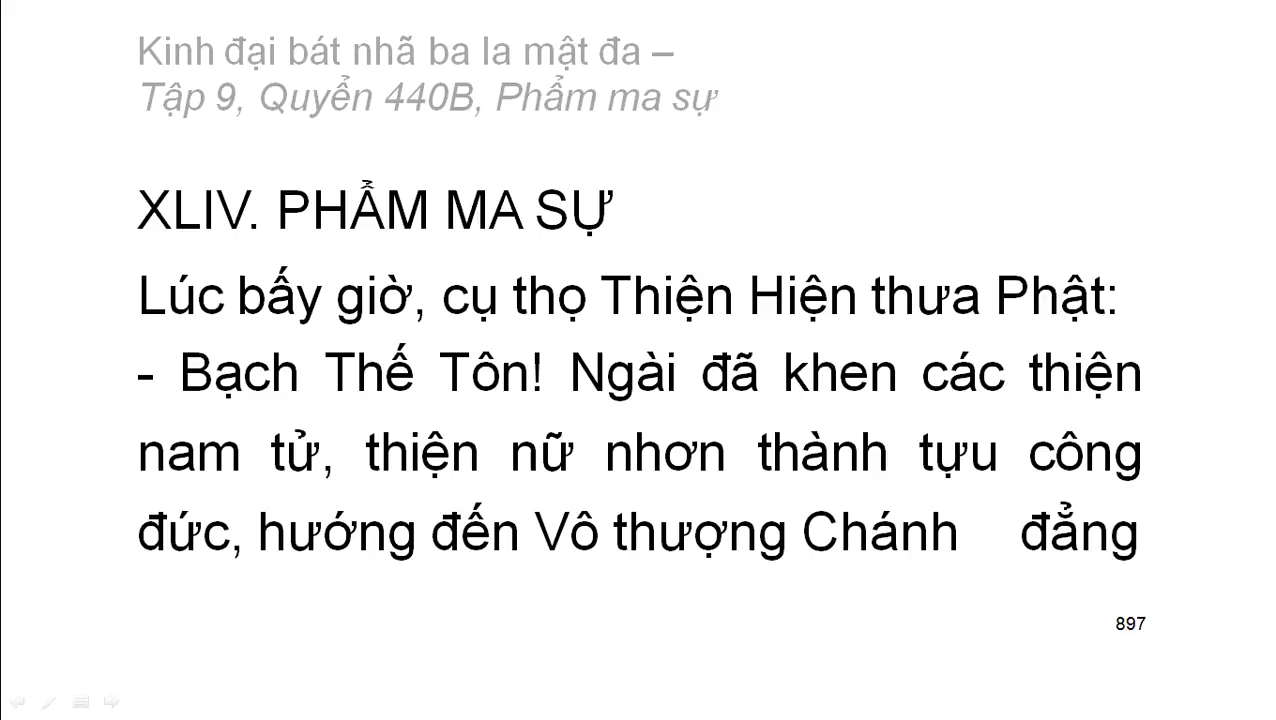 Kinh đại bát nhã ba la mật đa –
Tập 9, Quyển 440B, Phẩm ma sự
XLIV. PHẨM MA SỰ
Lúc bấy giờ, cụ thọ Thiện Hiện thưa Phật:
- Bạch Thế Tôn! Ngài đã khen các thiện
nam tử, thiện nữ nhơn thành tựu công
đức, hướng đến Vô thượng Chánh đẳng
897